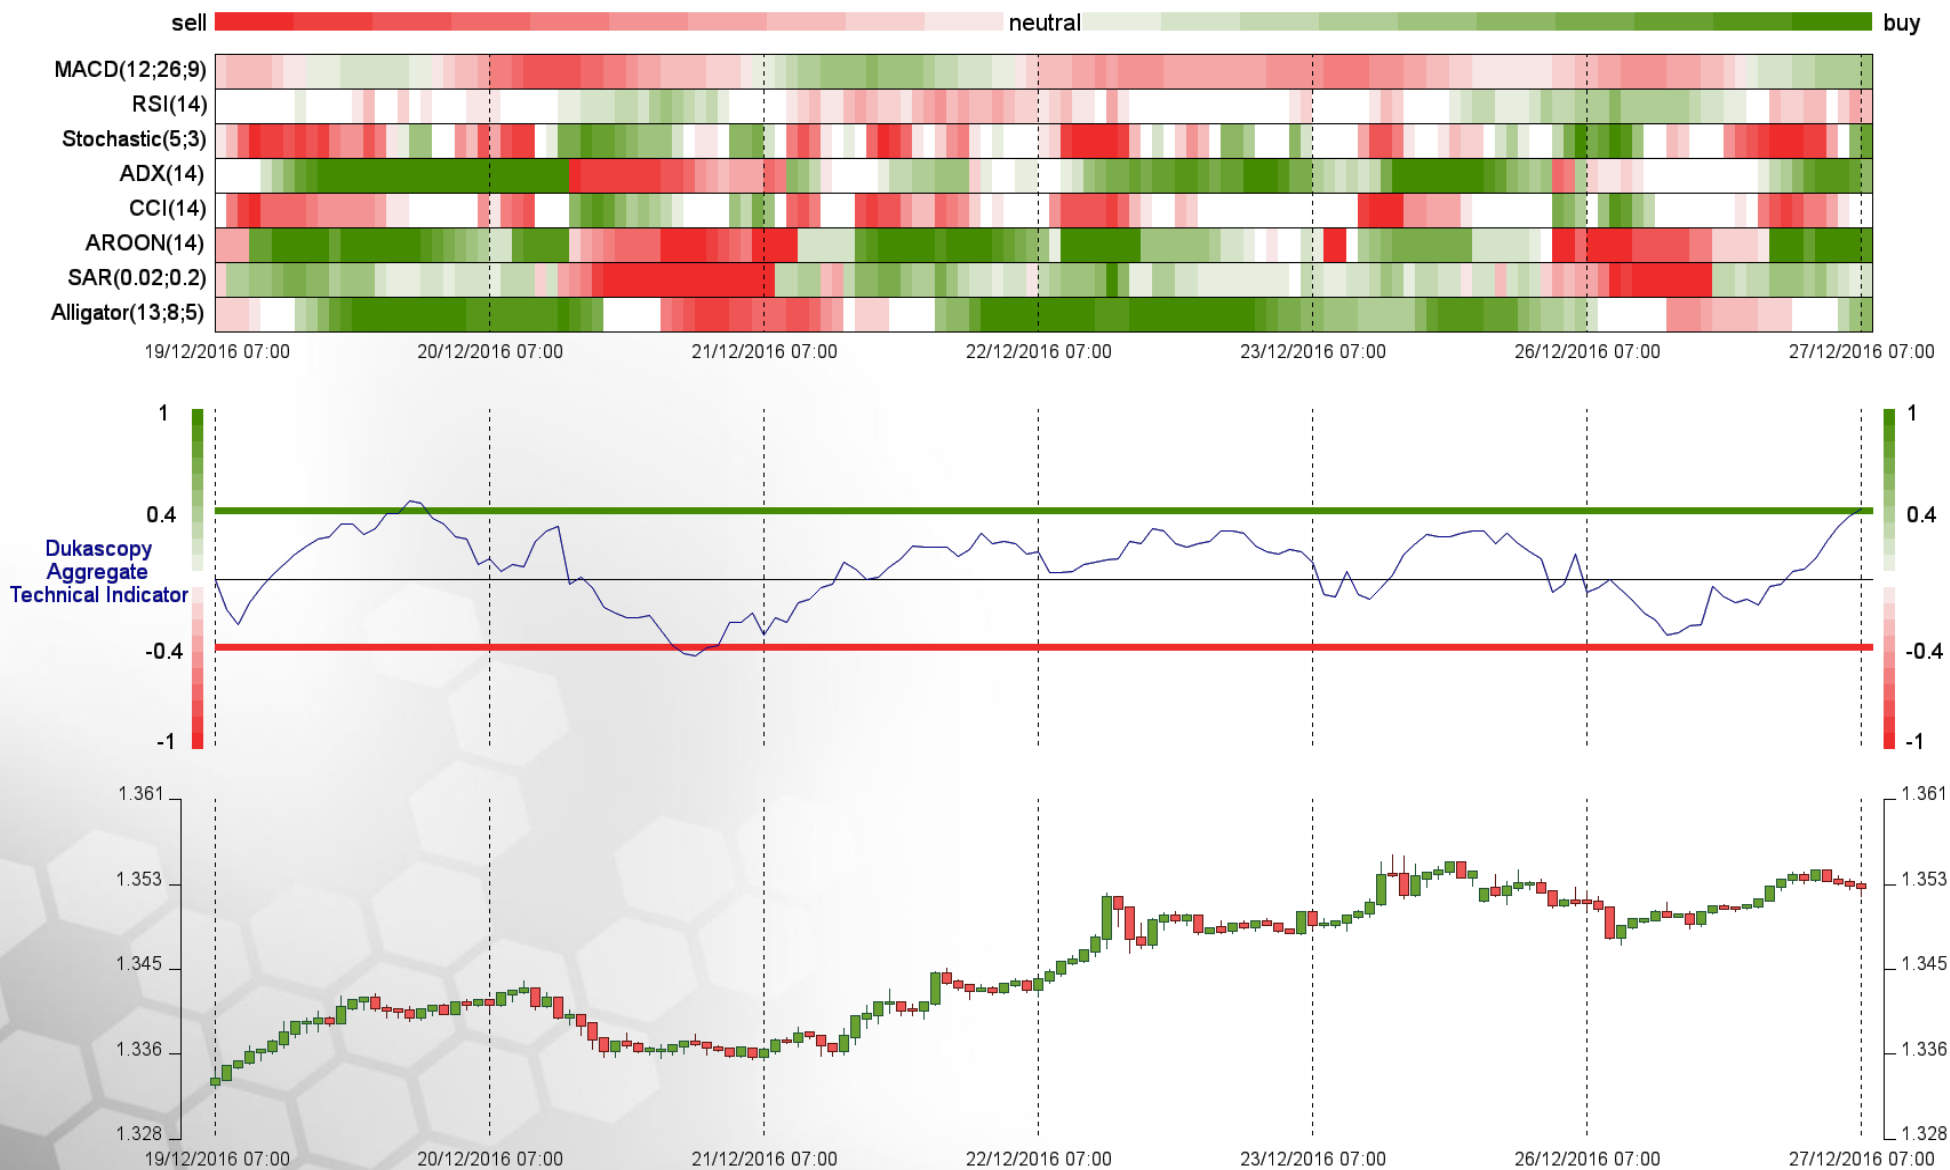 sell neutral buy
MACD(12;26;9)
RSI(14)
Stochastic(5;3)
ADX(14)
CCI(14)
AROON(14)
SAR(0.02;0.2)
Alligator(13;8;5)
19/12/2016 07:00 20/12/2016 07:00 21/12/2016 07:00 22/12/2016 07:00 23/12/2016 07:00 26/12/2016 07:00 27/12/2016 07:00
1 1
0.4 0.4
Dukascopy
Aggregate
Technical Indicator
-0.4 -0.4
-1 -1
1.361 1.361
1.353 1.353
1.345 1.345
1.336 1.336
1.328 1.328
19/12/2016 07:00 20/12/2016 07:00 21/12/2016 07:00 22/12/2016 07:00 23/12/2016 07:00 26/12/2016 07:00 27/12/2016 07:00